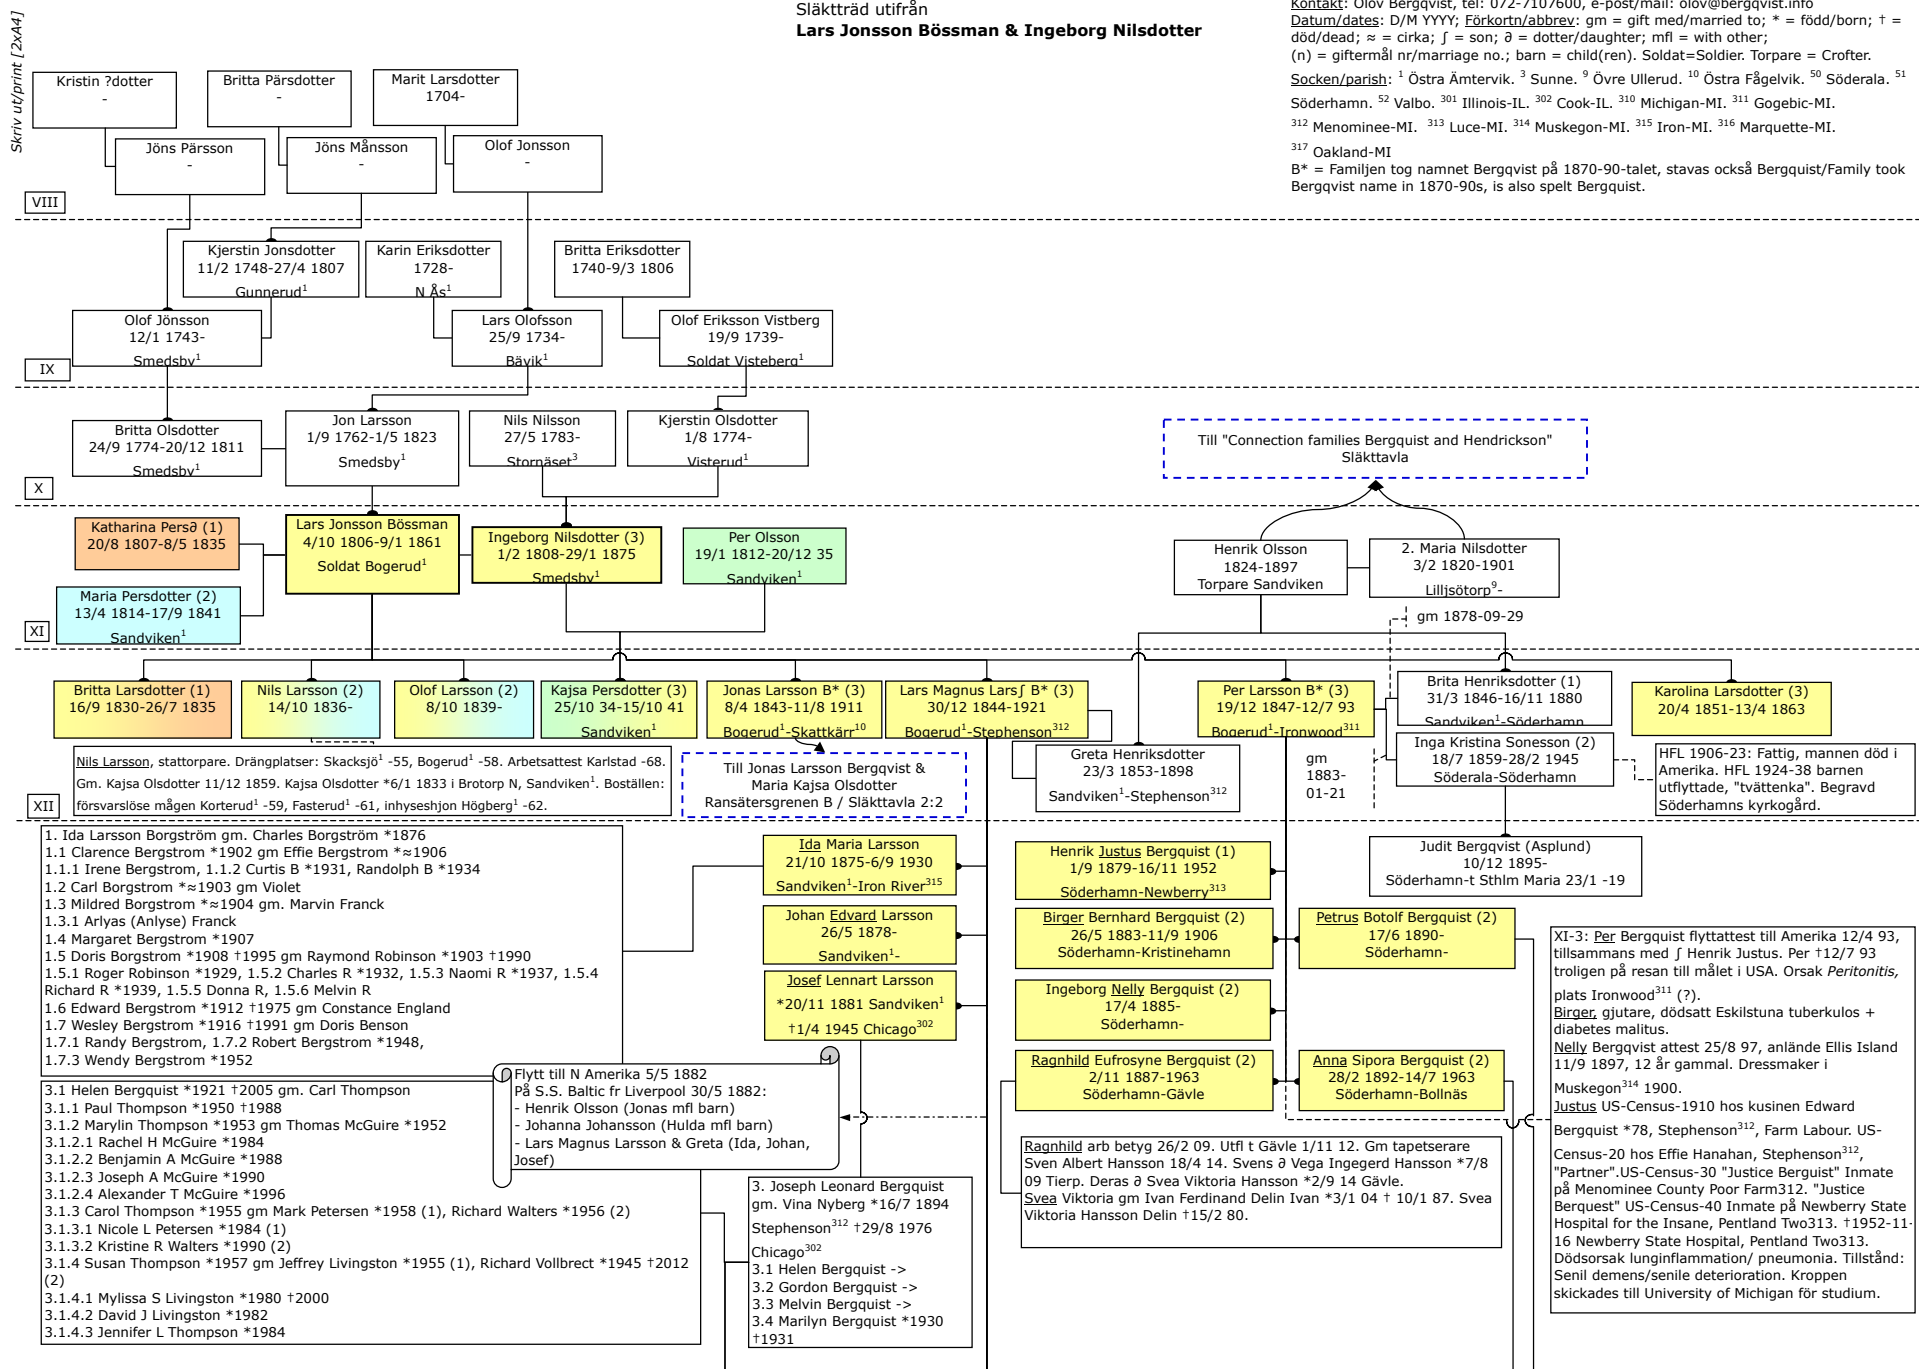 Skriv ut/print [2xA4]
Släktträd utifrån
Lars Jonsson Bössman & Ingeborg Nilsdotter
Kontakt: Olov Bergqvist, tel: 072-7107600, e-post/mail: olov@bergqvist.info
Datum/dates: D/M YYYY; Förkortn/abbrev: gm = gift med/married to; * = född/born; † =
död/dead; ≈ = cirka; ʃ = son; ∂ = dotter/daughter; mfl = with other;
(n) = giftermål nr/marriage no.; barn = child(ren). Soldat=Soldier. Torpare = Crofter.
Socken/parish: 1 Östra Ämtervik. 3 Sunne. 9 Övre Ullerud. 10 Östra Fågelvik. 50 Söderala. 51
Söderhamn. 52 Valbo. 301 Illinois-IL. 302 Cook-IL. 310 Michigan-MI. 311 Gogebic-MI.
312 Menominee-MI. 313 Luce-MI. 314 Muskegon-MI. 315 Iron-MI. 316 Marquette-MI.
317 Oakland-MI
B* = Familjen tog namnet Bergqvist på 1870-90-talet, stavas också Bergquist/Family took
Bergqvist name in 1870-90s, is also spelt Bergquist.
Kristin ?dotter
-
Britta Pärsdotter
-
Marit Larsdotter
1704-
Jöns Pärsson
-
Jöns Månsson
-
Olof Jonsson
-
VIII
Kjerstin Jonsdotter
11/2 1748-27/4 1807
Gunnerud1
Karin Eriksdotter
1728-
N Ås1
Britta Eriksdotter
1740-9/3 1806
Olof Jönsson
12/1 1743-
Smedsby1
Lars Olofsson
25/9 1734-
Bävik1
Olof Eriksson Vistberg
19/9 1739-
Soldat Visteberg1
IX
Britta Olsdotter
24/9 1774-20/12 1811
Smedsby1
Jon Larsson
1/9 1762-1/5 1823
Smedsby1
Nils Nilsson
27/5 1783-
Stornäset3
Kjerstin Olsdotter
1/8 1774-
Visterud1
Till "Connection families Bergquist and Hendrickson"
Släkttavla
X
Katharina Pers∂ (1)
20/8 1807-8/5 1835
Lars Jonsson Bössman
4/10 1806-9/1 1861
Soldat Bogerud1
Ingeborg Nilsdotter (3)
1/2 1808-29/1 1875
Smedsby1
Per Olsson
19/1 1812-20/12 35
Sandviken1
Henrik Olsson
1824-1897
Torpare Sandviken
2. Maria Nilsdotter
3/2 1820-1901
Lilljsötorp9-
Maria Persdotter (2)
13/4 1814-17/9 1841
Sandviken1
gm 1878-09-29
XI
Britta Larsdotter (1)
16/9 1830-26/7 1835
Nils Larsson (2)
14/10 1836-
Olof Larsson (2)
8/10 1839-
Kajsa Persdotter (3)
25/10 34-15/10 41
Sandviken1
Jonas Larsson B* (3)
8/4 1843-11/8 1911
Bogerud1-Skattkärr10
Lars Magnus Larsʃ B* (3)
30/12 1844-1921
Bogerud1-Stephenson312
Per Larsson B* (3)
19/12 1847-12/7 93
Bogerud1-Ironwood311
Brita Henriksdotter (1)
31/3 1846-16/11 1880
Sandviken1-Söderhamn
Karolina Larsdotter (3)
20/4 1851-13/4 1863
Nils Larsson, stattorpare. Drängplatser: Skacksjö1 -55, Bogerud1 -58. Arbetsattest Karlstad -68.
Gm. Kajsa Olsdotter 11/12 1859. Kajsa Olsdotter *6/1 1833 i Brotorp N, Sandviken1. Boställen:
försvarslöse mågen Korterud1 -59, Fasterud1 -61, inhyseshjon Högberg1 -62.
Till Jonas Larsson Bergqvist &
Maria Kajsa Olsdotter
Ransätersgrenen B / Släkttavla 2:2
Greta Henriksdotter
23/3 1853-1898
Sandviken1-Stephenson312
gm
1883-
01-21
Inga Kristina Sonesson (2)
18/7 1859-28/2 1945
Söderala-Söderhamn
HFL 1906-23: Fattig, mannen död i
Amerika. HFL 1924-38 barnen
utflyttade, "tvättenka". Begravd
Söderhamns kyrkogård.
XII
1. Ida Larsson Borgström gm. Charles Borgström *1876
1.1 Clarence Bergstrom *1902 gm Effie Bergstrom *≈1906
1.1.1 Irene Bergstrom, 1.1.2 Curtis B *1931, Randolph B *1934
1.2 Carl Borgstrom *≈1903 gm Violet
1.3 Mildred Borgstrom *≈1904 gm. Marvin Franck
1.3.1 Arlyas (Anlyse) Franck
1.4 Margaret Bergstrom *1907
1.5 Doris Borgstrom *1908 †1995 gm Raymond Robinson *1903 †1990
1.5.1 Roger Robinson *1929, 1.5.2 Charles R *1932, 1.5.3 Naomi R *1937, 1.5.4
Richard R *1939, 1.5.5 Donna R, 1.5.6 Melvin R
1.6 Edward Bergstrom *1912 †1975 gm Constance England
1.7 Wesley Bergstrom *1916 †1991 gm Doris Benson
1.7.1 Randy Bergstrom, 1.7.2 Robert Bergstrom *1948,
1.7.3 Wendy Bergstrom *1952
Ida Maria Larsson
21/10 1875-6/9 1930
Sandviken1-Iron River315
Johan Edvard Larsson
26/5 1878-
Sandviken1-
Josef Lennart Larsson
*20/11 1881 Sandviken1
†1/4 1945 Chicago302
Henrik Justus Bergquist (1)
1/9 1879-16/11 1952
Söderhamn-Newberry313
Judit Bergqvist (Asplund)
10/12 1895-
Söderhamn-t Sthlm Maria 23/1 -19
Birger Bernhard Bergquist (2)
26/5 1883-11/9 1906
Söderhamn-Kristinehamn
Petrus Botolf Bergquist (2)
17/6 1890-
Söderhamn-
Ingeborg Nelly Bergquist (2)
17/4 1885-
Söderhamn-
Ragnhild Eufrosyne Bergquist (2)
2/11 1887-1963
Söderhamn-Gävle
Anna Sipora Bergquist (2)
28/2 1892-14/7 1963
Söderhamn-Bollnäs
XI-3: Per Bergquist flyttattest till Amerika 12/4 93,
tillsammans med ʃ Henrik Justus. Per †12/7 93
troligen på resan till målet i USA. Orsak Peritonitis,
plats Ironwood311 (?).
Birger, gjutare, dödsatt Eskilstuna tuberkulos +
diabetes malitus.
Nelly Bergqvist attest 25/8 97, anlände Ellis Island
11/9 1897, 12 år gammal. Dressmaker i
Muskegon314 1900.
Justus US-Census-1910 hos kusinen Edward
Bergquist *78, Stephenson312, Farm Labour. US-
Census-20 hos Effie Hanahan, Stephenson312,
"Partner".US-Census-30 "Justice Berguist" Inmate
på Menominee County Poor Farm312. "Justice
Berquest" US-Census-40 Inmate på Newberry State
Hospital for the Insane, Pentland Two313. †1952-11-
16 Newberry State Hospital, Pentland Two313.
Dödsorsak lunginflammation/ pneumonia. Tillstånd:
Senil demens/senile deterioration. Kroppen
skickades till University of Michigan för studium.
Flytt till N Amerika 5/5 1882
På S.S. Baltic fr Liverpool 30/5 1882:
- Henrik Olsson (Jonas mfl barn)
- Johanna Johansson (Hulda mfl barn)
- Lars Magnus Larsson & Greta (Ida, Johan,
Josef)
3.1 Helen Bergquist *1921 †2005 gm. Carl Thompson
3.1.1 Paul Thompson *1950 †1988
3.1.2 Marylin Thompson *1953 gm Thomas McGuire *1952
3.1.2.1 Rachel H McGuire *1984
3.1.2.2 Benjamin A McGuire *1988
3.1.2.3 Joseph A McGuire *1990
3.1.2.4 Alexander T McGuire *1996
3.1.3 Carol Thompson *1955 gm Mark Petersen *1958 (1), Richard Walters *1956 (2)
3.1.3.1 Nicole L Petersen *1984 (1)
3.1.3.2 Kristine R Walters *1990 (2)
3.1.4 Susan Thompson *1957 gm Jeffrey Livingston *1955 (1), Richard Vollbrect *1945 †2012
(2)
3.1.4.1 Mylissa S Livingston *1980 †2000
3.1.4.2 David J Livingston *1982
3.1.4.3 Jennifer L Thompson *1984
3. Joseph Leonard Bergquist
gm. Vina Nyberg *16/7 1894
Stephenson312 †29/8 1976
Chicago302
3.1 Helen Bergquist ->
3.2 Gordon Bergquist ->
3.3 Melvin Bergquist ->
3.4 Marilyn Bergquist *1930
†1931
Ragnhild arb betyg 26/2 09. Utfl t Gävle 1/11 12. Gm tapetserare
Sven Albert Hansson 18/4 14. Svens ∂ Vega Ingegerd Hansson *7/8
09 Tierp. Deras ∂ Svea Viktoria Hansson *2/9 14 Gävle.
Svea Viktoria gm Ivan Ferdinand Delin Ivan *3/1 04 † 10/1 87. Svea
Viktoria Hansson Delin †15/2 80.